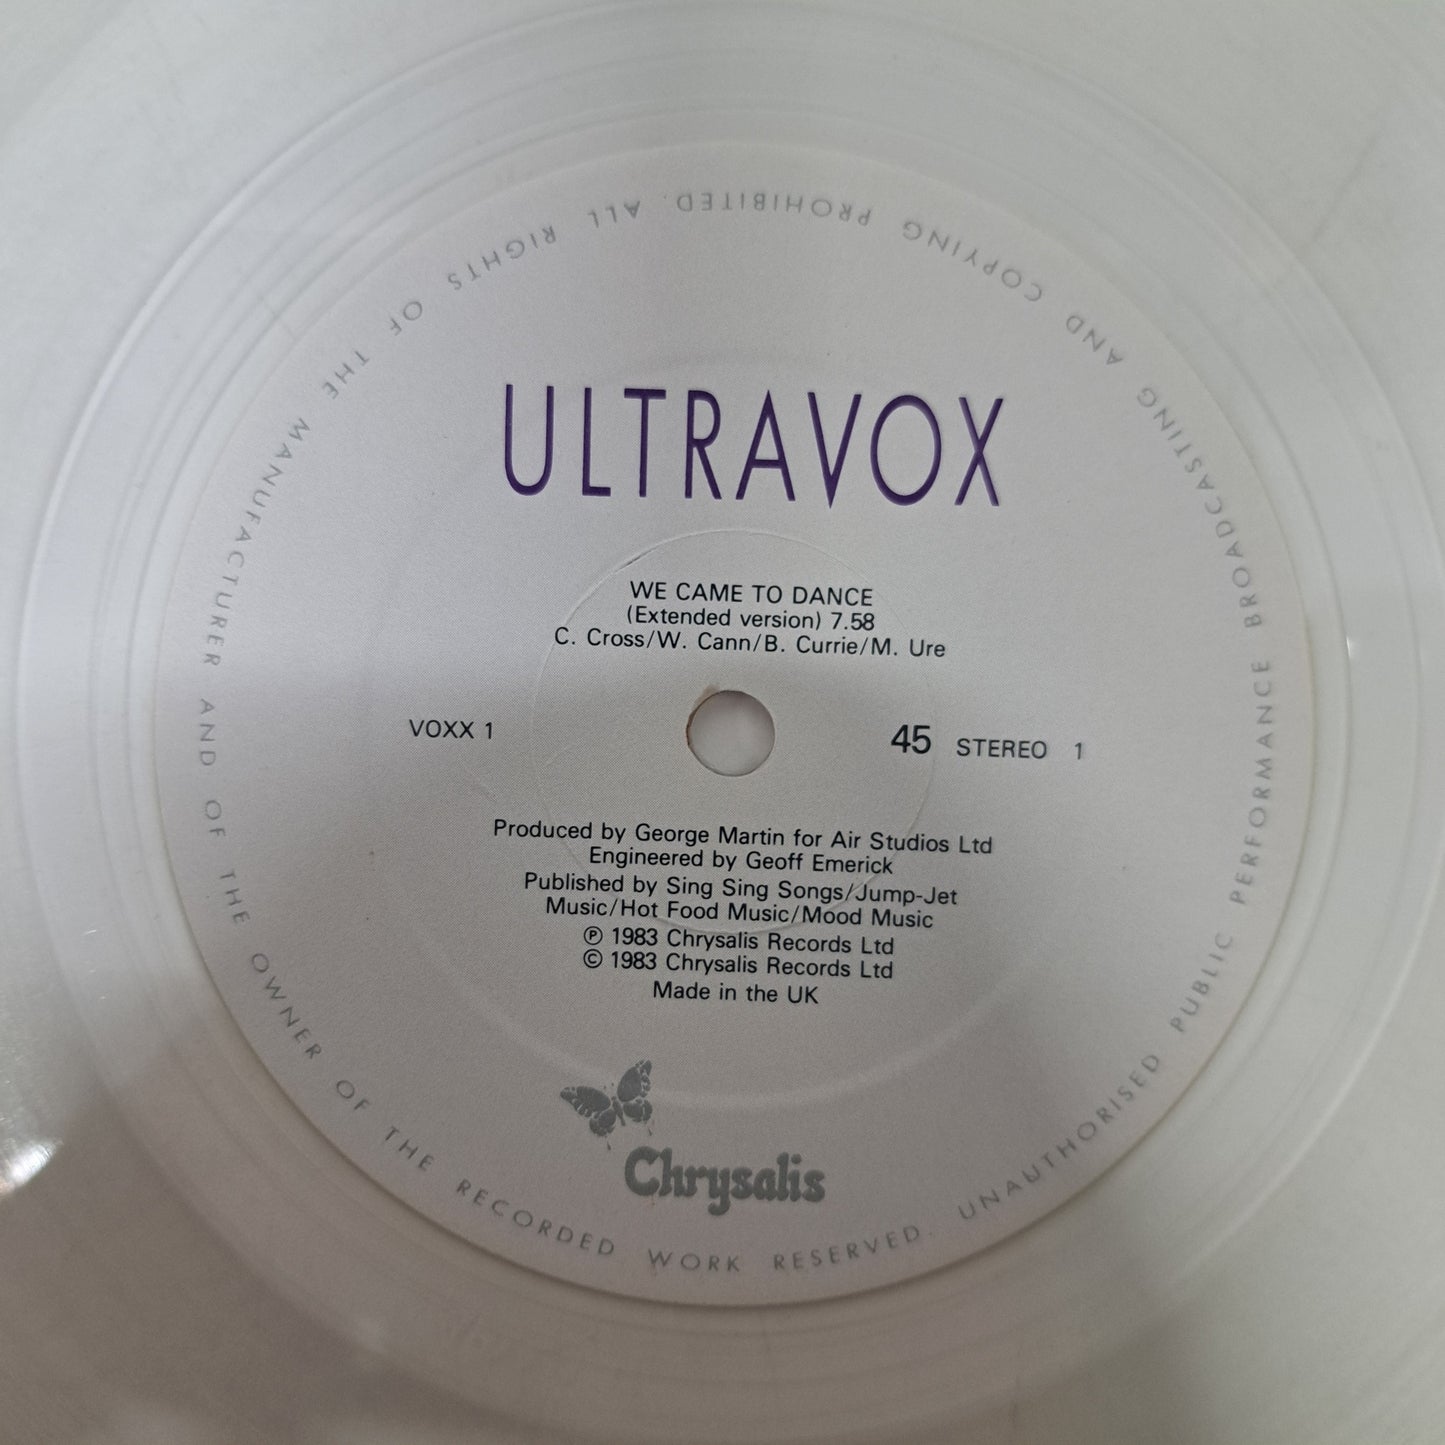 ULTRAVOX
WE CAME TO DANCE
(Extended version) 7.58
C. Cross/W. Cann/B. Currie/M. Ure
VOXX 1
45 STEREO 1
Produced by George Martin for Air Studios Ltd
Engineered by Geoff Emerick
Published by Sing Sing Songs/Jump-Jet
Music/Hot Food Music/Mood Music
Ⓟ 1983 Chrysalis Records Ltd
© 1983 Chrysalis Records Ltd
Made in the UK
Chrysalis
ALL RIGHTS OF THE MANUFACTURER AND OF THE OWNER OF THE RECORDED WORK RESERVED. UNAUTHORISED PUBLIC PERFORMANCE BROADCASTING AND COPYING PROHIBITED.